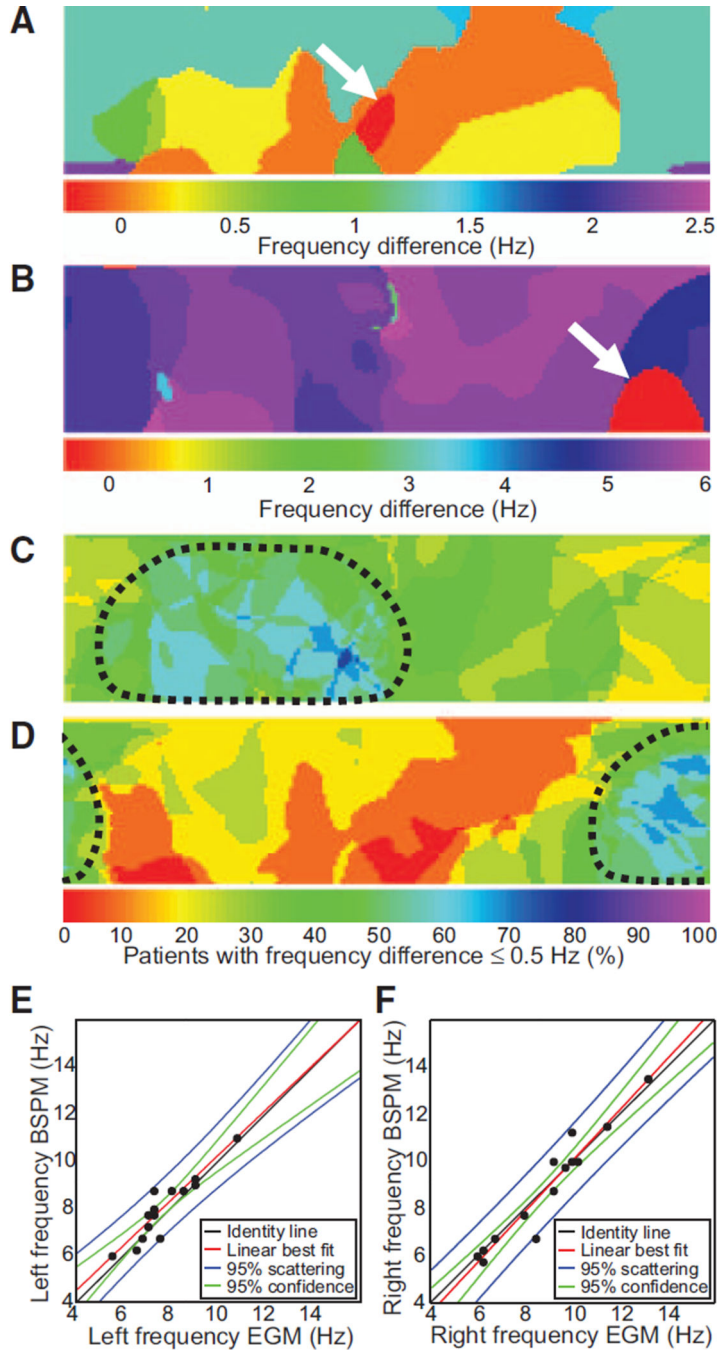 A
0 0.5 1 1.5 2 2.5
Frequency difference (Hz)
B
0 1 2 3 4 5 6
Frequency difference (Hz)
C
D
0 10 20 30 40 50 60 70 80 90 100
Patients with frequency difference ≤ 0.5 Hz (%)
E
Left frequency BSPM (Hz)
14
12
10
8
6
4
Identity line
Linear best fit
95% scattering
95% confidence
4 6 8 10 12 14
Left frequency EGM (Hz)
F
Right frequency BSPM (Hz)
14
12
10
8
6
4
Identity line
Linear best fit
95% scattering
95% confidence
4 6 8 10 12 14
Right frequency EGM (Hz)